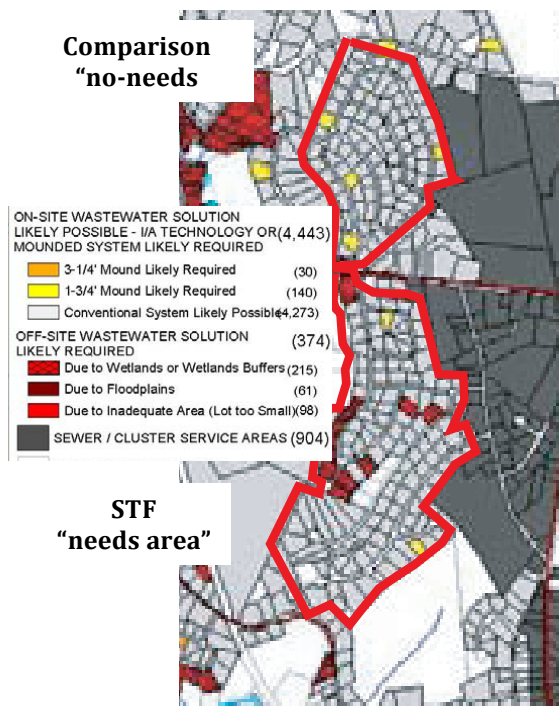 Comparison
“no-needs
ON-SITE WASTEWATER SOLUTION
LIKELY POSSIBLE - I/A TECHNOLOGY OR (4,443)
MOUNDED SYSTEM LIKELY REQUIRED
3-1/4' Mound Likely Required (30)
1-3/4' Mound Likely Required (140)
Conventional System Likely Possible (4,273)
OFF-SITE WASTEWATER SOLUTION (374)
LIKELY REQUIRED
Due to Wetlands or Wetlands Buffers (215)
Due to Floodplains (61)
Due to Inadequate Area (Lot too Small) (98)
SEWER / CLUSTER SERVICE AREAS (904)
STF
“needs area”